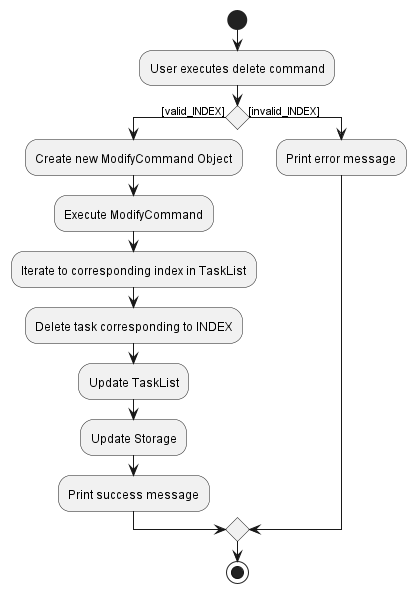 User executes delete command
[valid_INDEX]
[invalid_INDEX]
Create new ModifyCommand Object
Print error message
Execute ModifyCommand
Iterate to corresponding index in TaskList
Delete task corresponding to INDEX
Update TaskList
Update Storage
Print success message